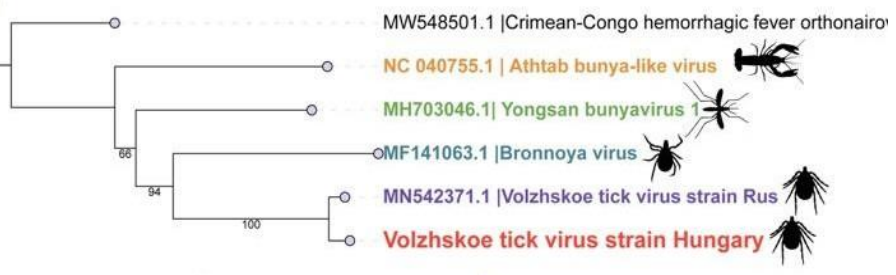 MW548501.1 |Crimean-Congo hemorrhagic fever orthonairov
NC 040755.1 | Athtab bunya-like virus
MH703046.1| Yongsan bunyavirus 1
66
MF141063.1 |Bronnoya virus
94
MN542371.1 |Volzhskoe tick virus strain Rus
100
Volzhskoe tick virus strain Hungary